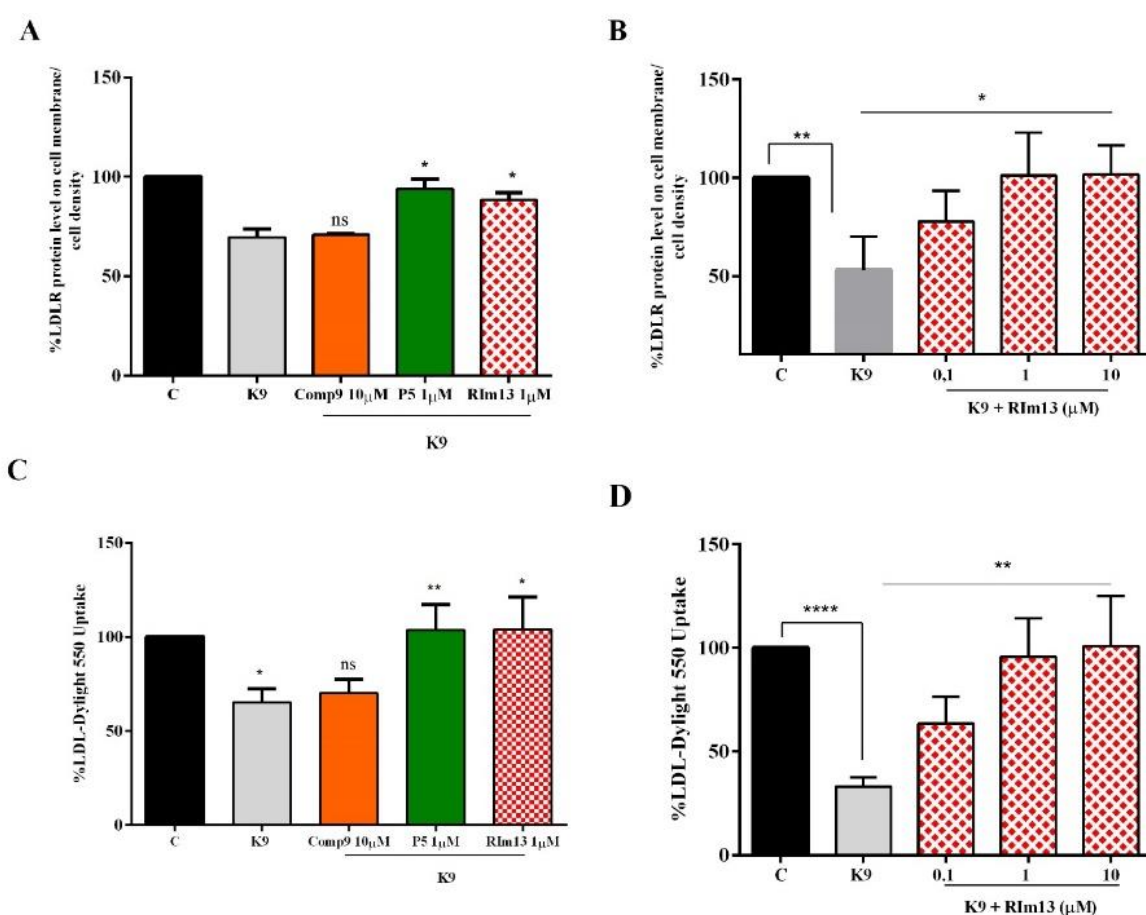 A
%LDLR protein level on cell membrane/
cell density
150
100
50
0
*
*
ns
C
K9
Comp9 10μM
P5 1μM
RIm13 1μM
K9
B
%LDLR protein level on cell membrane/
cell density
150
100
50
*
**
C
K9
0,1
1
10
K9 + RIm13 (μM)
C
%LDL-Dylight 550 Uptake
150
100
50
0
**
*
ns
*
C
K9
Comp9 10μM
P5 1μM
RIm13 1μM
K9
D
%LDL-Dylight 550 Uptake
150
100
50
0
**
****
C
K9
0,1
1
10
K9 + RIm13 (μM)